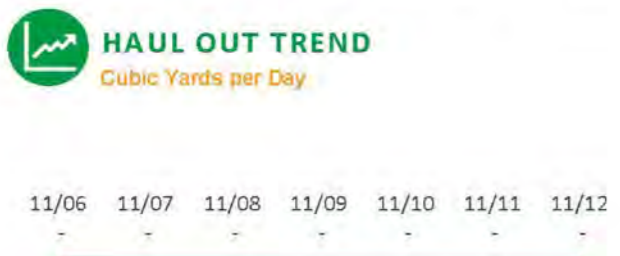 HAUL OUT TREND
Cubic Yards per Day
11/06 11/07 11/08 11/09 11/10 11/11 11/12
- - - - - - -